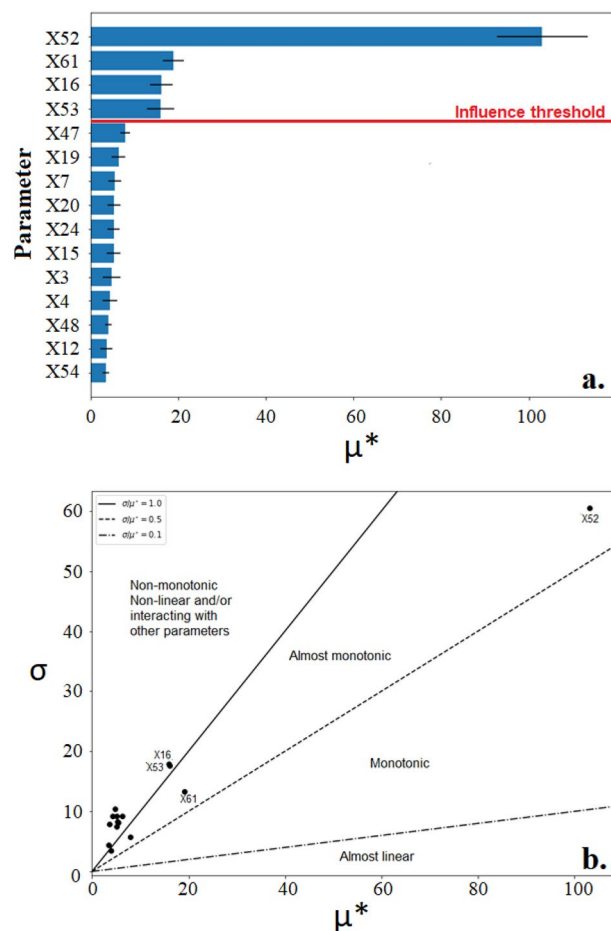 X52
X61
X16
X53
Influence threshold
X47
X19
X7
X20
X24
X15
X3
X4
X48
X12
X54
Parameter
a.
0 20 40 60 80 100
μ*
σ/μ* = 1.0
σ/μ* = 0.5
σ/μ* = 0.1
60
50
40
30
20
10
0
σ
X52
Non-monotonic
Non-linear and/or
interacting with
other parameters
Almost monotonic
X16
X53
X61
Monotonic
Almost linear
b.
0 20 40 60 80 100
μ*